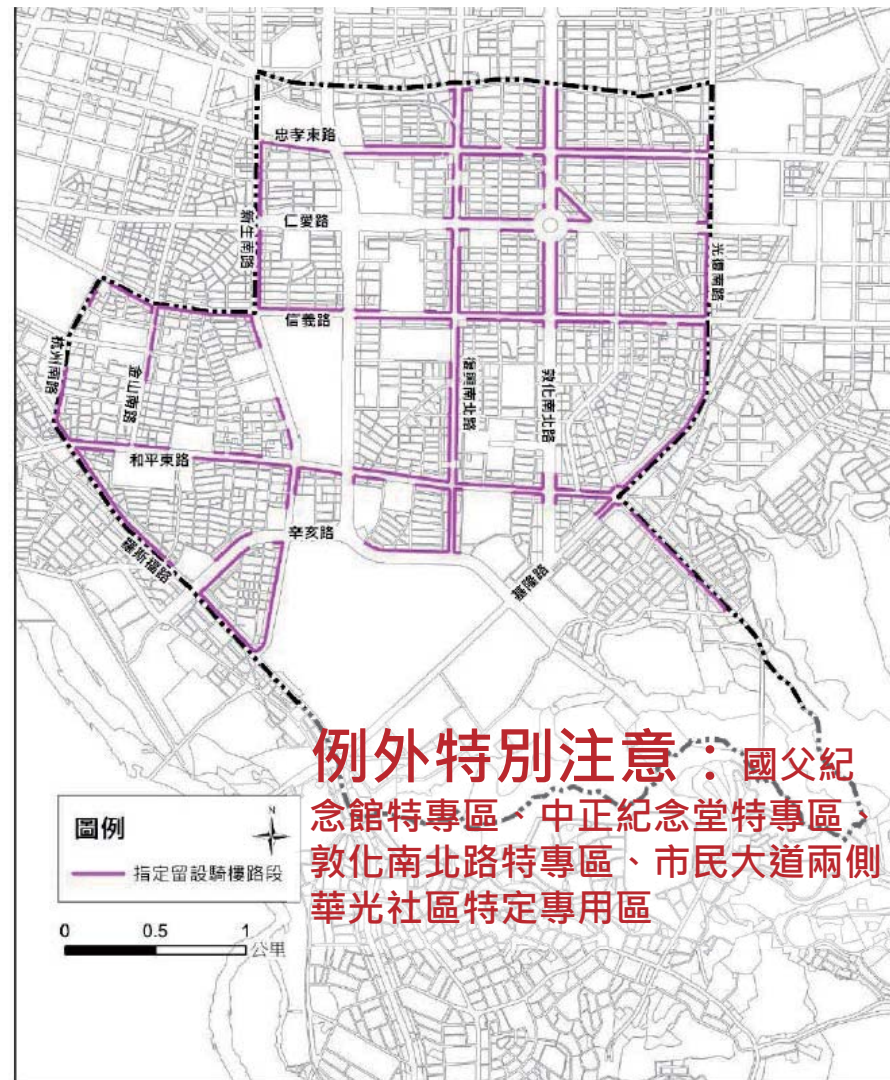 忠孝東路
仁愛路
新生南路
光復南路
信義路
杭州南路
金山南路
復興南北路
敦化南北路
和平東路
辛亥路
羅斯福路
基隆路
例外特別注意：國父紀
念館特專區、中正紀念堂特專區、
敦化南北路特專區、市民大道兩側
華光社區特定專用區
圖例
N
指定留設騎樓路段
0 0.5 1
公里